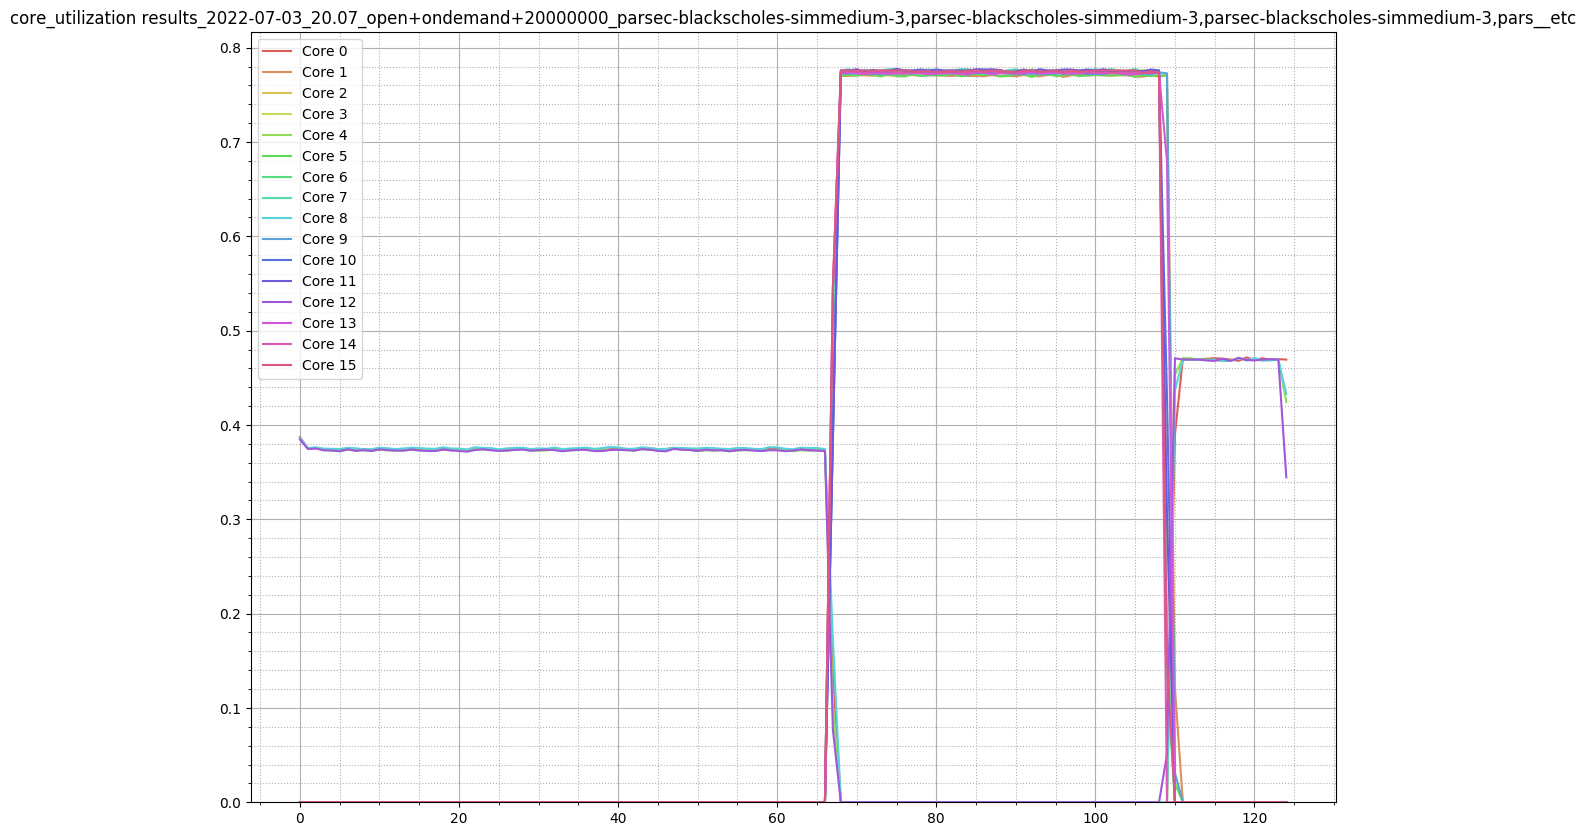 core_utilization results_2022-07-03_20.07_open+ondemand+20000000_parsec-blackscholes-simmedium-3,parsec-blackscholes-simmedium-3,parsec-blackscholes-simmedium-3,pars__etc
Core 0
Core 1
Core 2
Core 3
Core 4
Core 5
Core 6
Core 7
Core 8
Core 9
Core 10
Core 11
Core 12
Core 13
Core 14
Core 15
0.8
0.7
0.6
0.5
0.4
0.3
0.2
0.1
0.0
0 20 40 60 80 100 120